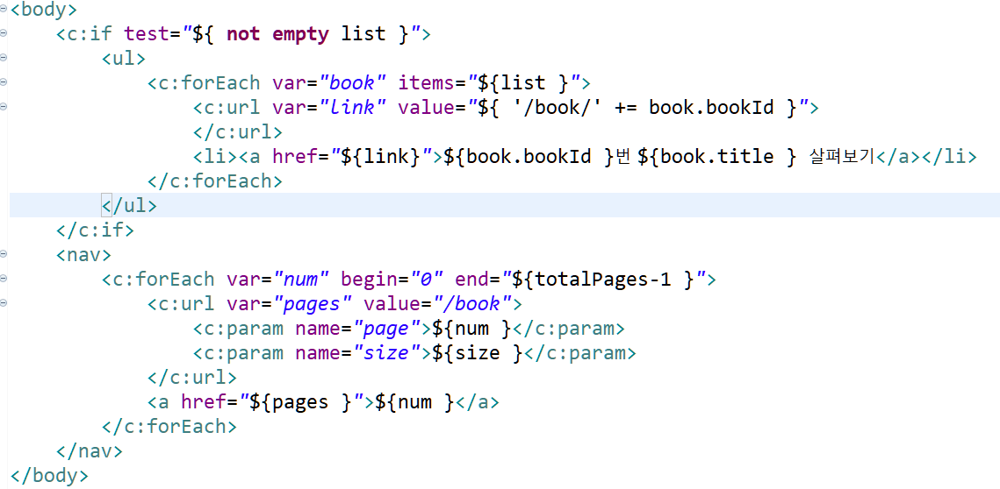 <body>
<c:if test="${ not empty list }">
<ul>
<c:forEach var="book" items="${list }">
<c:url var="link" value="${ '/book/' += book.bookId }">
</c:url>
<li><a href="${link}">${book.bookId }번 ${book.title } 살펴보기</a></li>
</c:forEach>
</ul>
</c:if>
<nav>
<c:forEach var="num" begin="0" end="${totalPages-1 }">
<c:url var="pages" value="/book">
<c:param name="page">${num }</c:param>
<c:param name="size">${size }</c:param>
</c:url>
<a href="${pages }">${num }</a>
</c:forEach>
</nav>
</body>